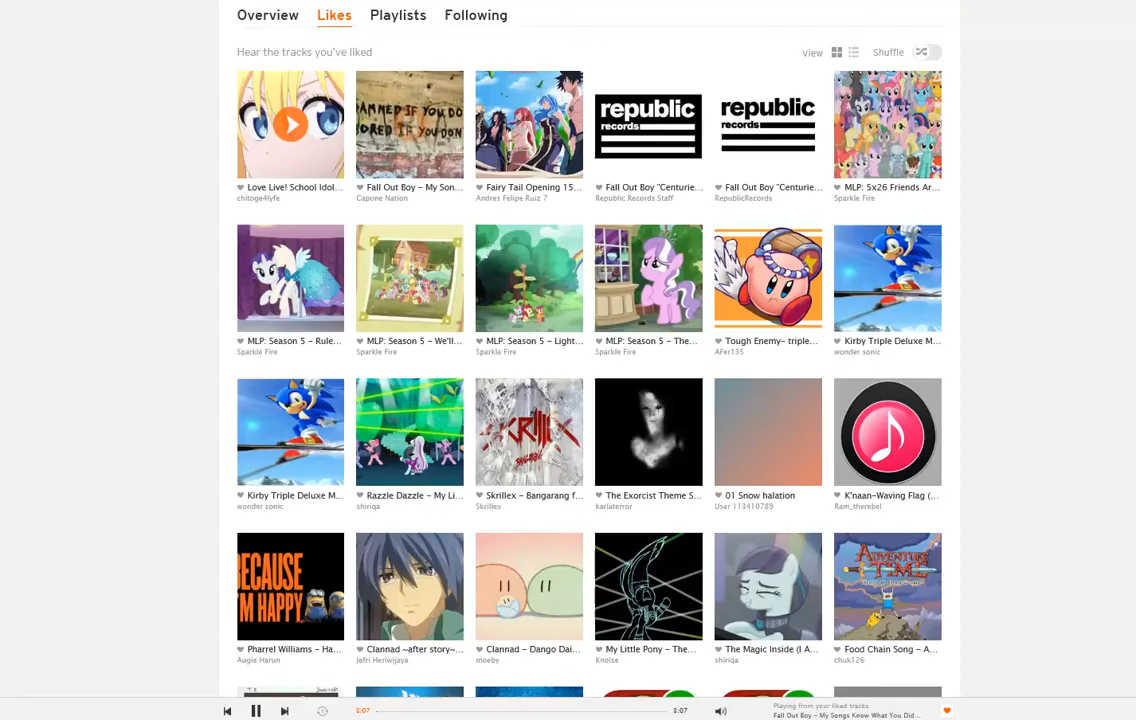 Overview Likes Playlists Following
Hear the tracks you've liked View Shuffle
DAMNED IF YOU DO
republic
records
republic
records
Love Live! School Idol... Fall Out Boy – My Son... Fairy Tail Opening 15... Fall Out Boy "Centurie... Fall Out Boy "Centurie... MLP: 5x26 Friends Ar...
chitoge4lyfe Capone Nation Andres Felipe Ruiz 7 Republic Records Staff RepublicRecords Sparkle Fire
MLP: Season 5 – Rule... MLP: Season 5 – We'll... MLP: Season 5 – Light... MLP: Season 5 – The... Tough Enemy– triple... Kirby Triple Deluxe M...
Sparkle Fire Sparkle Fire Sparkle Fire Sparkle Fire AFer135 wonder sonic
SKRILLEX
BANGARANG
Kirby Triple Deluxe M... Razzle Dazzle – My Li... Skrillex – Bangarang f... The Exorcist Theme S... 01 Snow halation K'naan–Waving Flag (...
wonder sonic shiriqa Skrillex karlaterror User 113410789 Ram_therebel
BECAUSE
I'M HAPPY
ADVENTURE
TIME
Pharrel Williams – Ha... Clannad ~after story~... Clannad – Dango Dai... My Little Pony – The... The Magic Inside (I A... Food Chain Song – A...
Augie Harun Jefri Heriwijaya moeby Knoise shiriqa chuk126
3:07 3:07
Playing from your liked tracks
Fall Out Boy – My Songs Know What You Did...